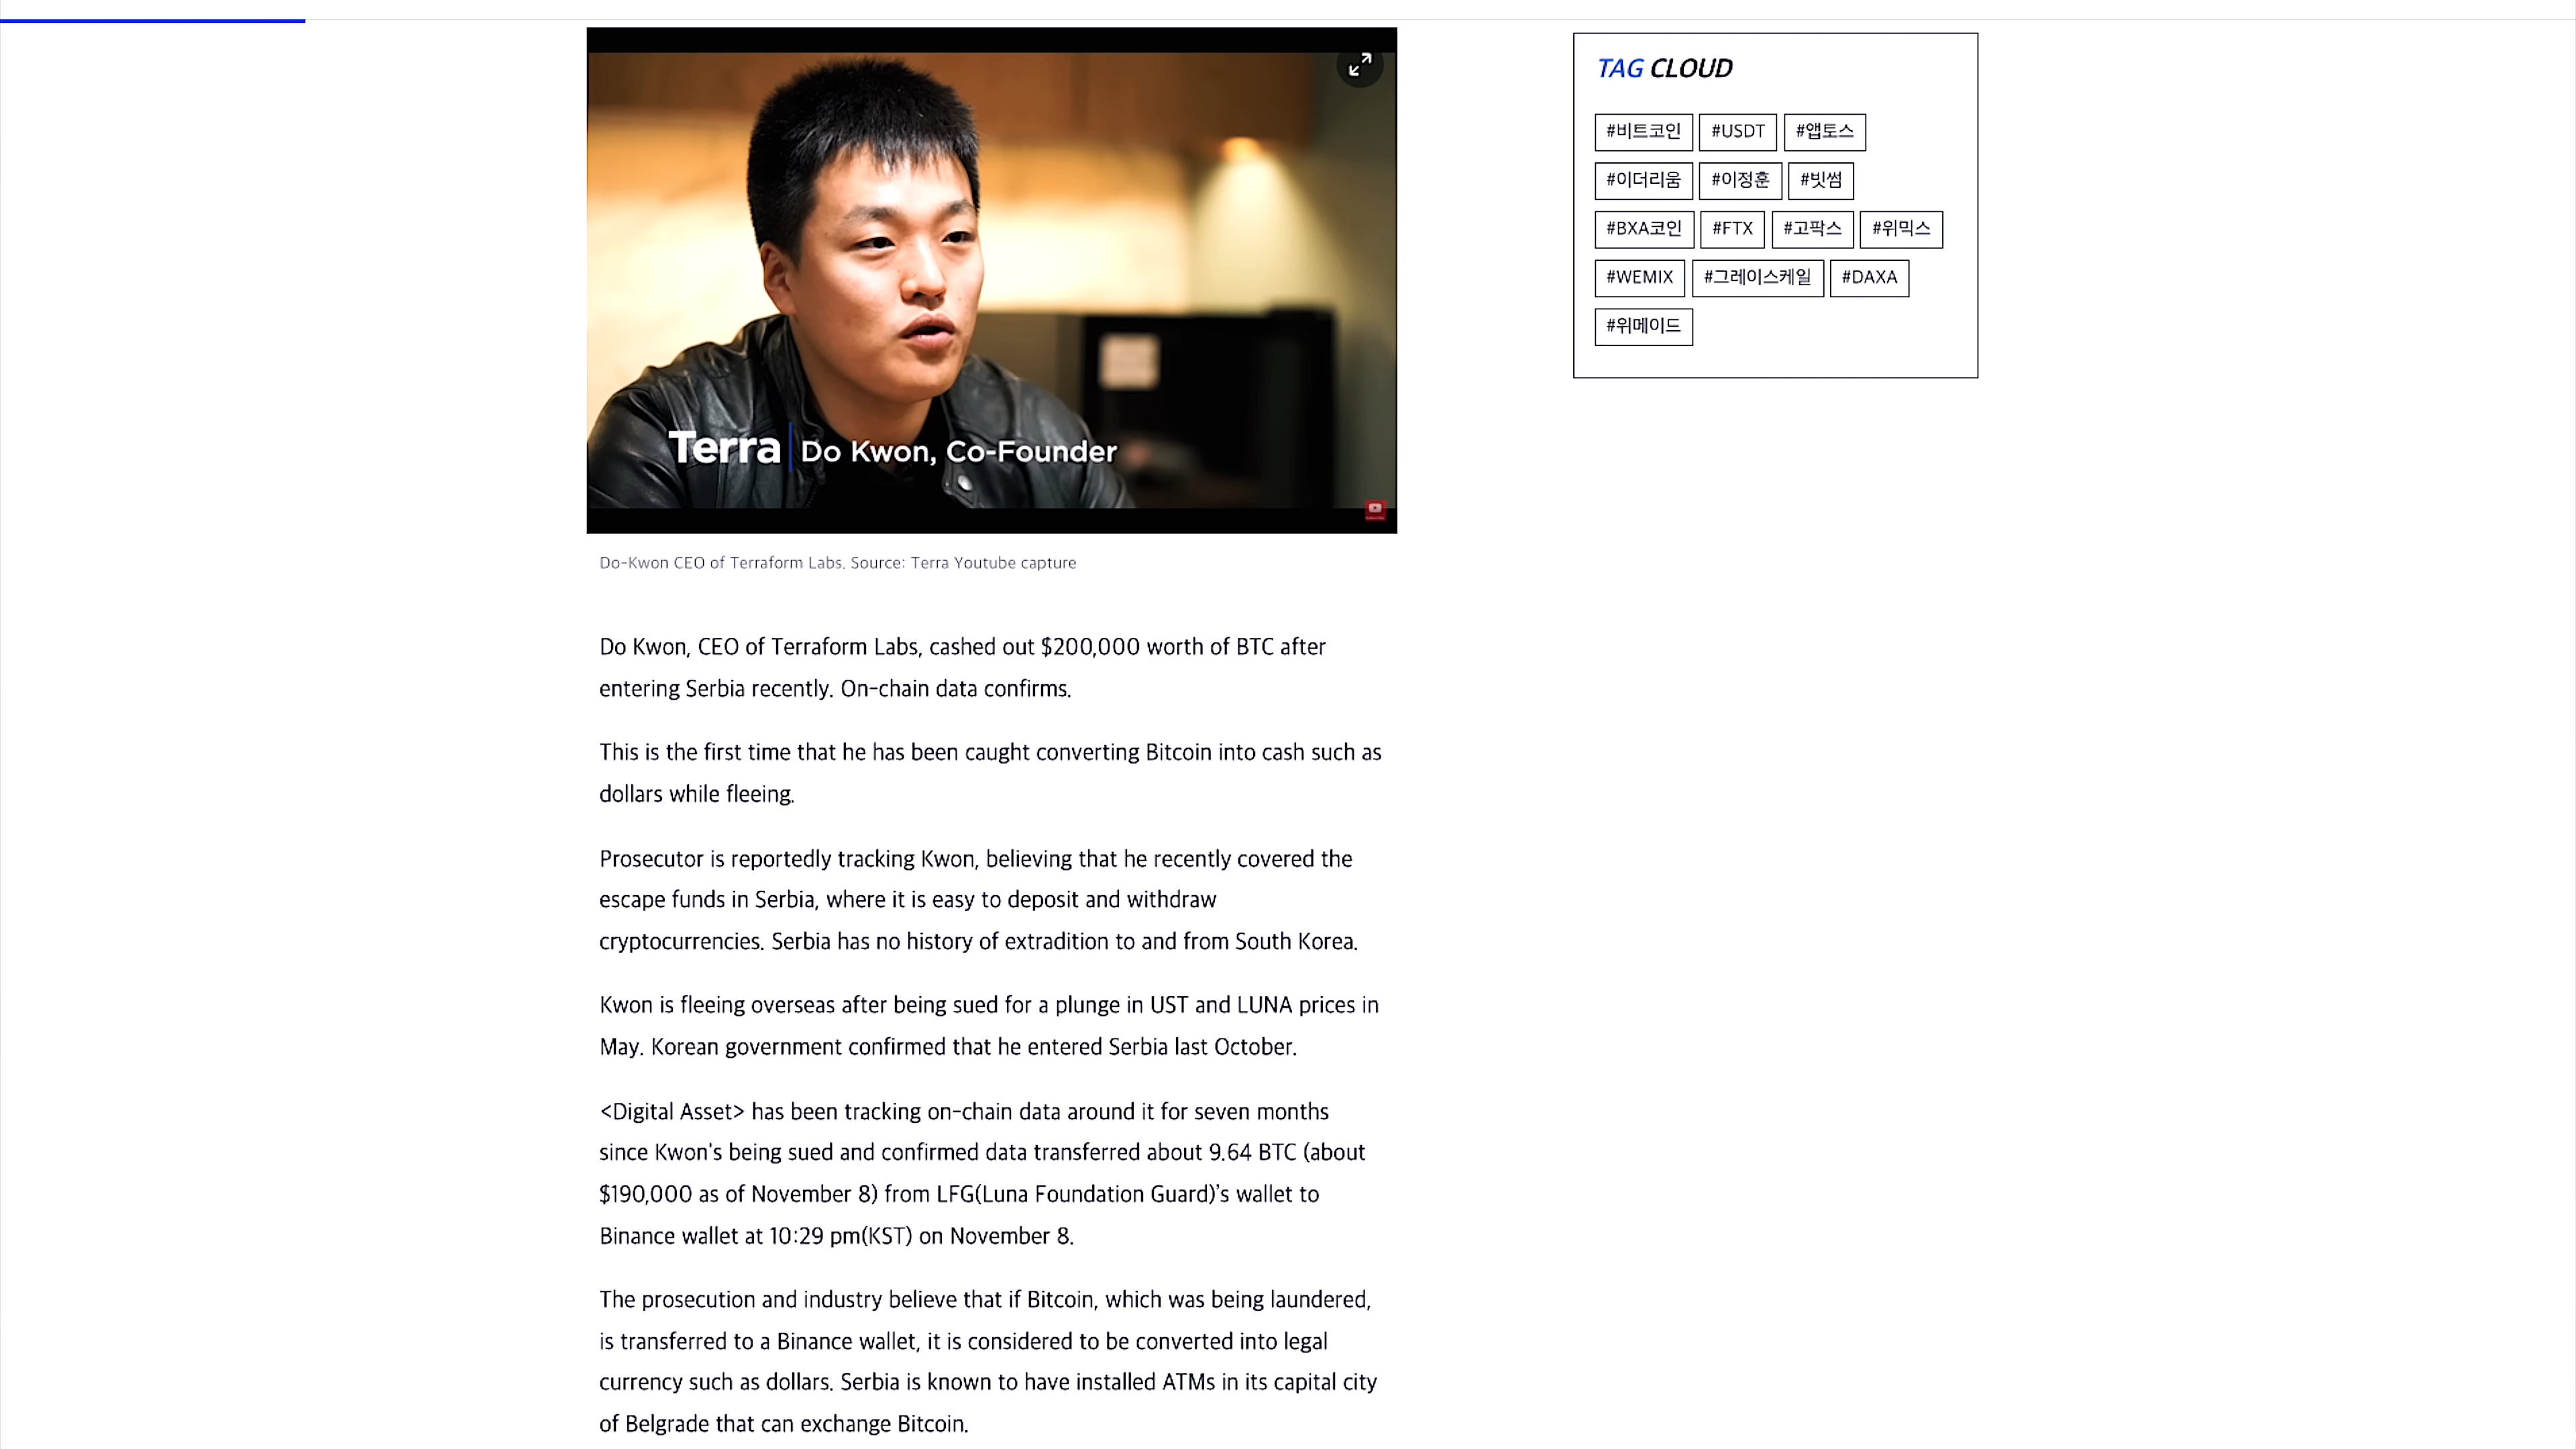 Terra | Do Kwon, Co-Founder
Do-Kwon CEO of Terraform Labs. Source: Terra Youtube capture
Do Kwon, CEO of Terraform Labs, cashed out $200,000 worth of BTC after
entering Serbia recently. On-chain data confirms.
This is the first time that he has been caught converting Bitcoin into cash such as
dollars while fleeing.
Prosecutor is reportedly tracking Kwon, believing that he recently covered the
escape funds in Serbia, where it is easy to deposit and withdraw
cryptocurrencies. Serbia has no history of extradition to and from South Korea.
Kwon is fleeing overseas after being sued for a plunge in UST and LUNA prices in
May. Korean government confirmed that he entered Serbia last October.
<Digital Asset> has been tracking on-chain data around it for seven months
since Kwon's being sued and confirmed data transferred about 9.64 BTC (about
$190,000 as of November 8) from LFG(Luna Foundation Guard)'s wallet to
Binance wallet at 10:29 pm(KST) on November 8.
The prosecution and industry believe that if Bitcoin, which was being laundered,
is transferred to a Binance wallet, it is considered to be converted into legal
currency such as dollars. Serbia is known to have installed ATMs in its capital city
of Belgrade that can exchange Bitcoin.
TAG CLOUD
#비트코인 #USDT #앱토스
#이더리움 #이정훈 #빗썸
#BXA코인 #FTX #고팍스 #위믹스
#WEMIX #그레이스케일 #DAXA
#위메이드